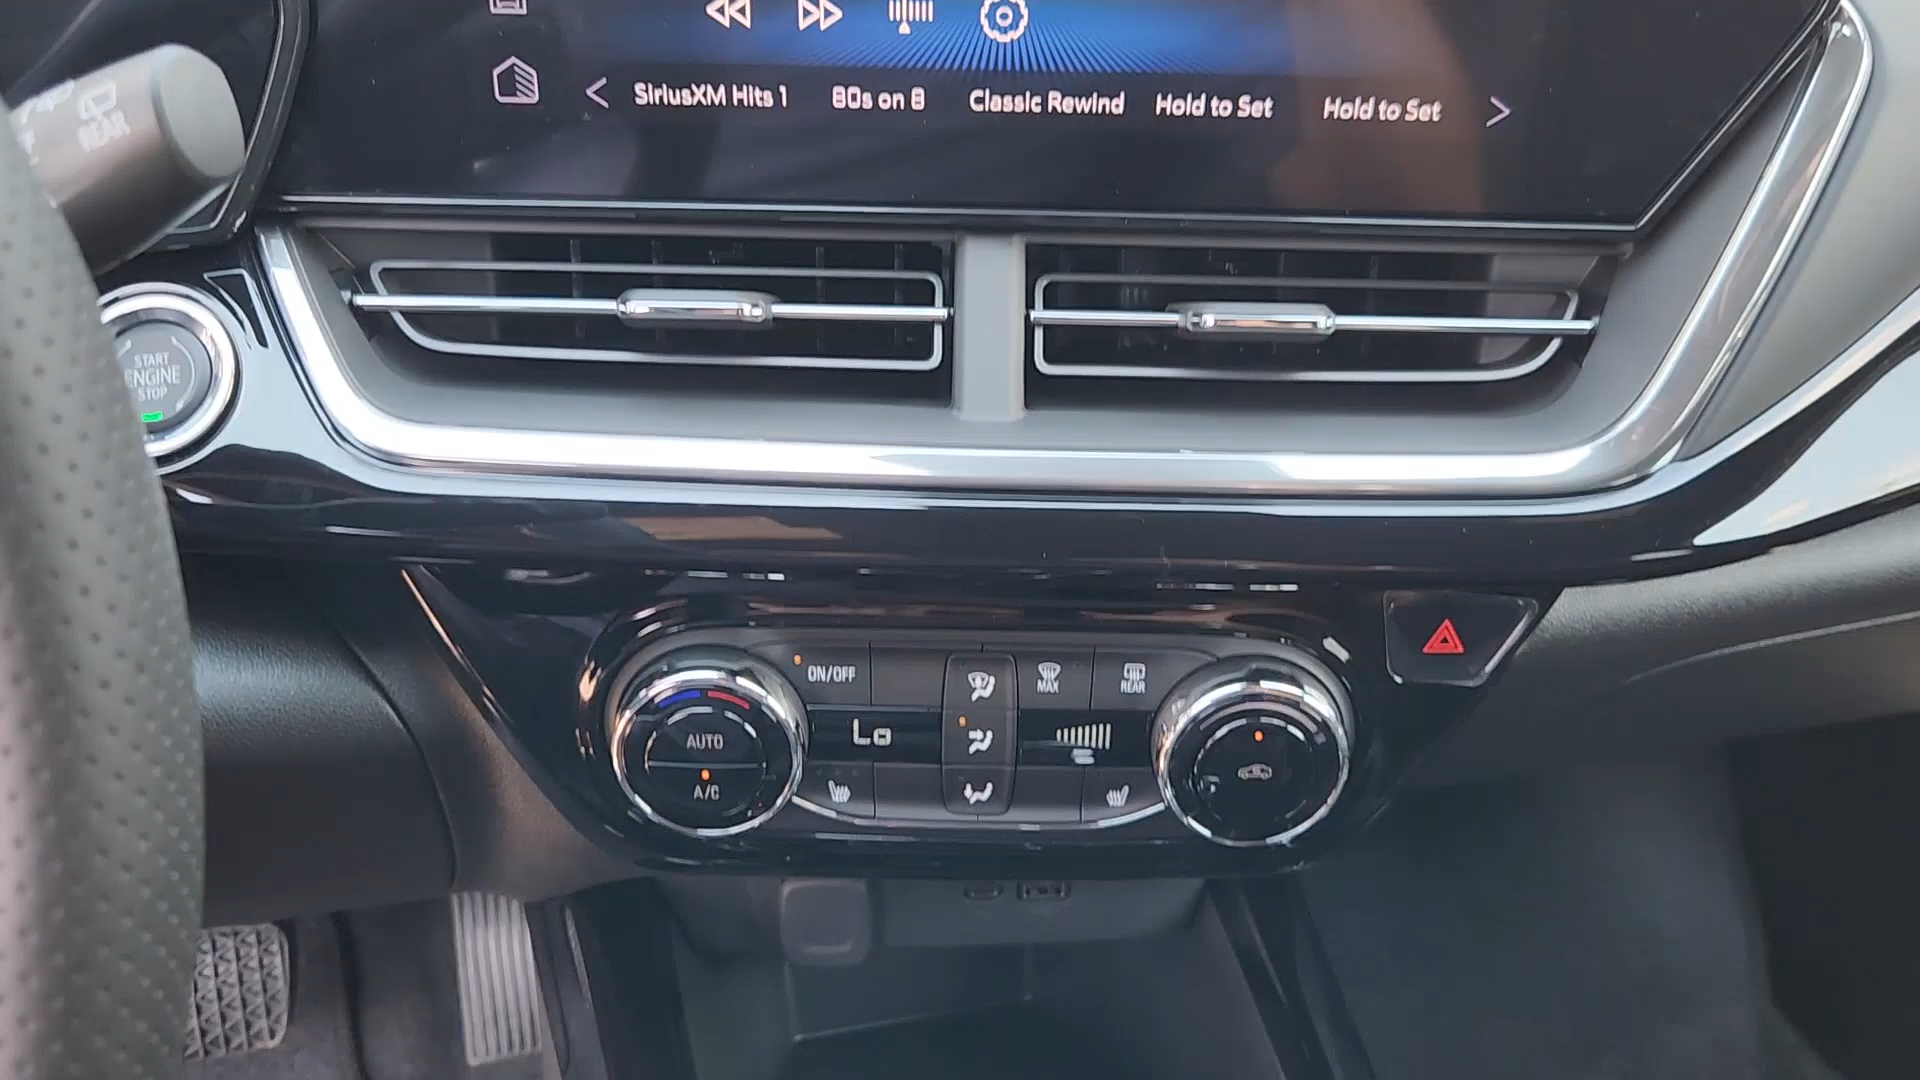 SiriusXM Hits 1
80s on 8
Classic Rewind
Hold to Set
Hold to Set
REAR
START
ENGINE
STOP
ON/OFF
MAX
REAR
AUTO
Lo
A/C